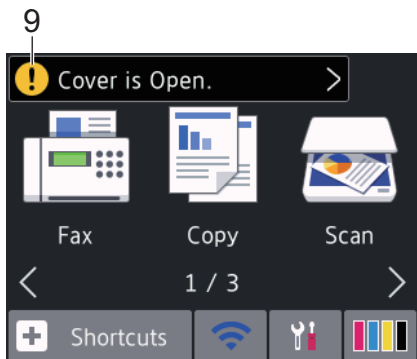 9
! Cover is Open. >
Fax Copy Scan
< 1 / 3 >
+ Shortcuts